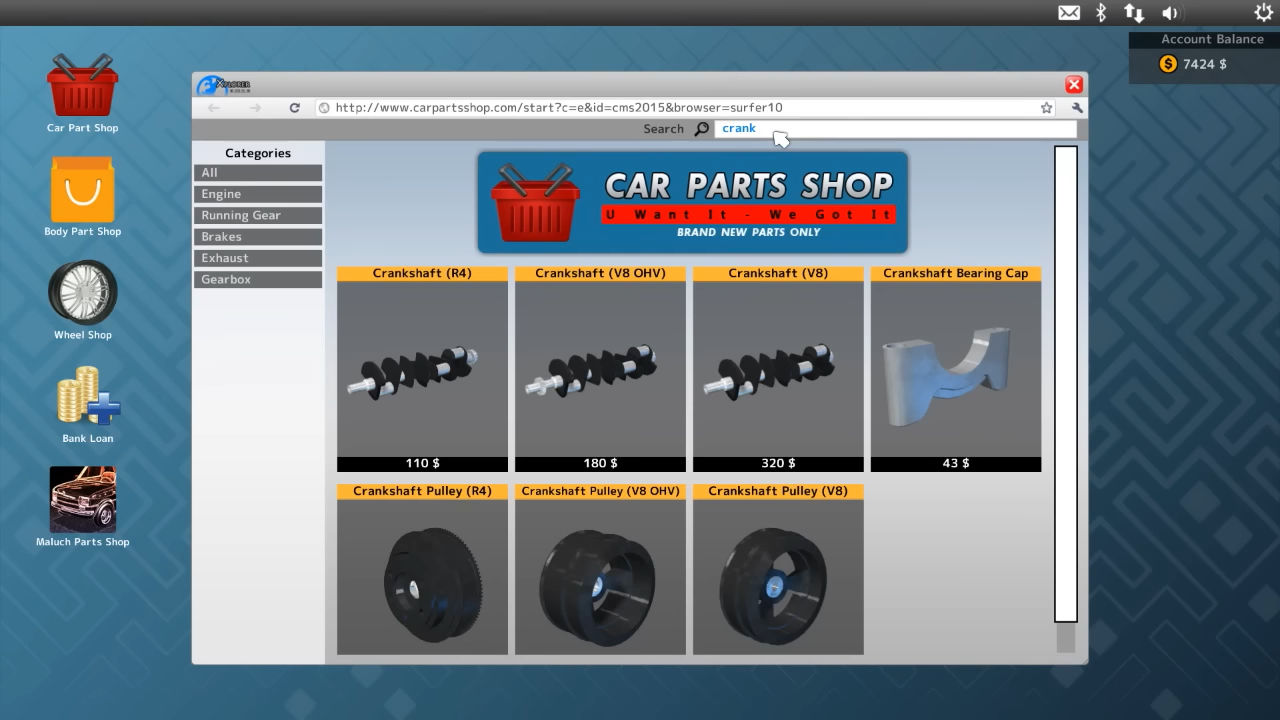 Account Balance
7424 $
Car Part Shop
Body Part Shop
Wheel Shop
Bank Loan
Maluch Parts Shop
XPLORER
http://www.carpartsshop.com/start?c=e&id=cms2015&browser=surfer10
Search crank
Categories
All
Engine
Running Gear
Brakes
Exhaust
Gearbox
CAR PARTS SHOP
U Want It - We Got It
BRAND NEW PARTS ONLY
Crankshaft (R4)
110 $
Crankshaft (V8 OHV)
180 $
Crankshaft (V8)
320 $
Crankshaft Bearing Cap
43 $
Crankshaft Pulley (R4)
Crankshaft Pulley (V8 OHV)
Crankshaft Pulley (V8)